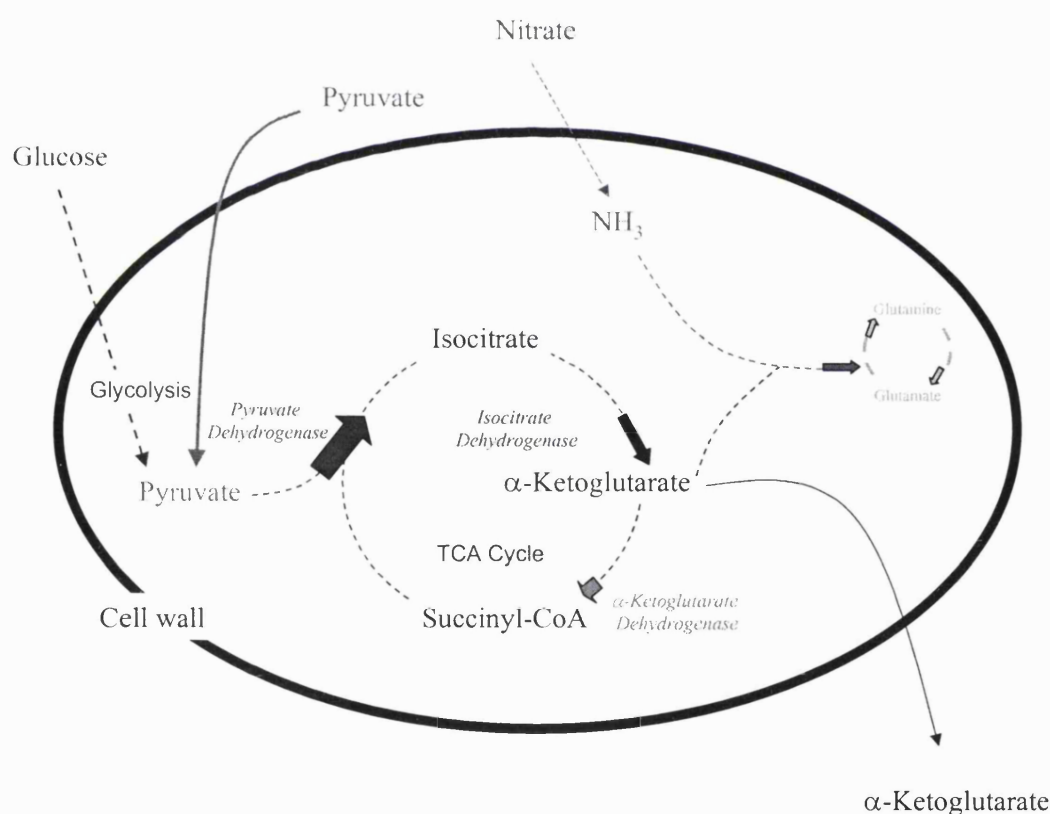 Nitrate
Pyruvate
Glucose
NH3
Glutamine
Isocitrate
Glycolysis
Pyruvate
Dehydrogenase
Isocitrate
Dehydrogenase
Glutamate
Pyruvate
α-Ketoglutarate
TCA Cycle
Cell wall
Succinyl-CoA
α-Ketoglutarate
Dehydrogenase
α-Ketoglutarate